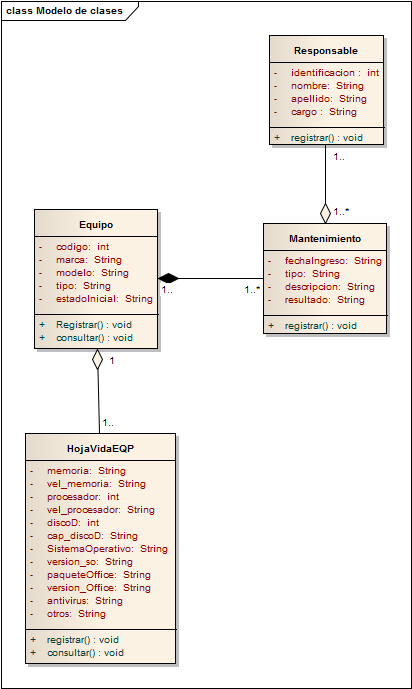 class Modelo de clases
Responsable
- identificacion : int
- nombre: String
- apellido: String
- cargo : String
+ registrar() : void
1..
1..*
Equipo
- codigo: int
- marca: String
- modelo: String
- tipo: String
- estadoInicial: String
+ Registrar() : void
+ consultar() : void
1..
1..*
Mantenimiento
- fechaIngreso: String
- tipo: String
- descripcion: String
- resultado: String
+ registrar() : void
1
1..
HojaVidaEQP
- memoria: String
- vel_memoria: String
- procesador: int
- vel_procesador: String
- discoD: int
- cap_discoD: String
- SistemaOperativo: String
- version_so: String
- paqueteOffice: String
- version_Office: String
- antivirus: String
- otros: String
+ registrar() : void
+ consultar() : void